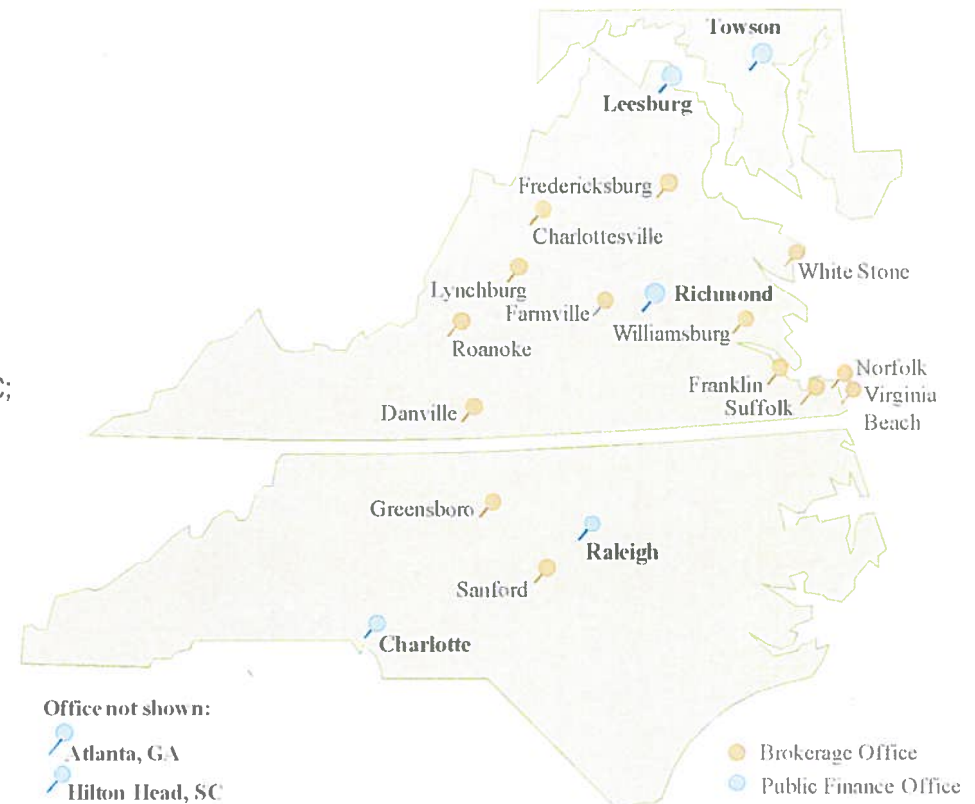 Towson
Leesburg
Fredericksburg
Charlottesville
White Stone
Lynchburg
Richmond
Farmville
Williamsburg
Roanoke
Norfolk
Franklin
C;
Virginia
Suffolk
Danville
Beach
Greensboro
Raleigh
Sanford
Charlotte
Office not shown:
Atlanta, GA
Brokerage Office
Hilton Head, SC
Public Finance Office